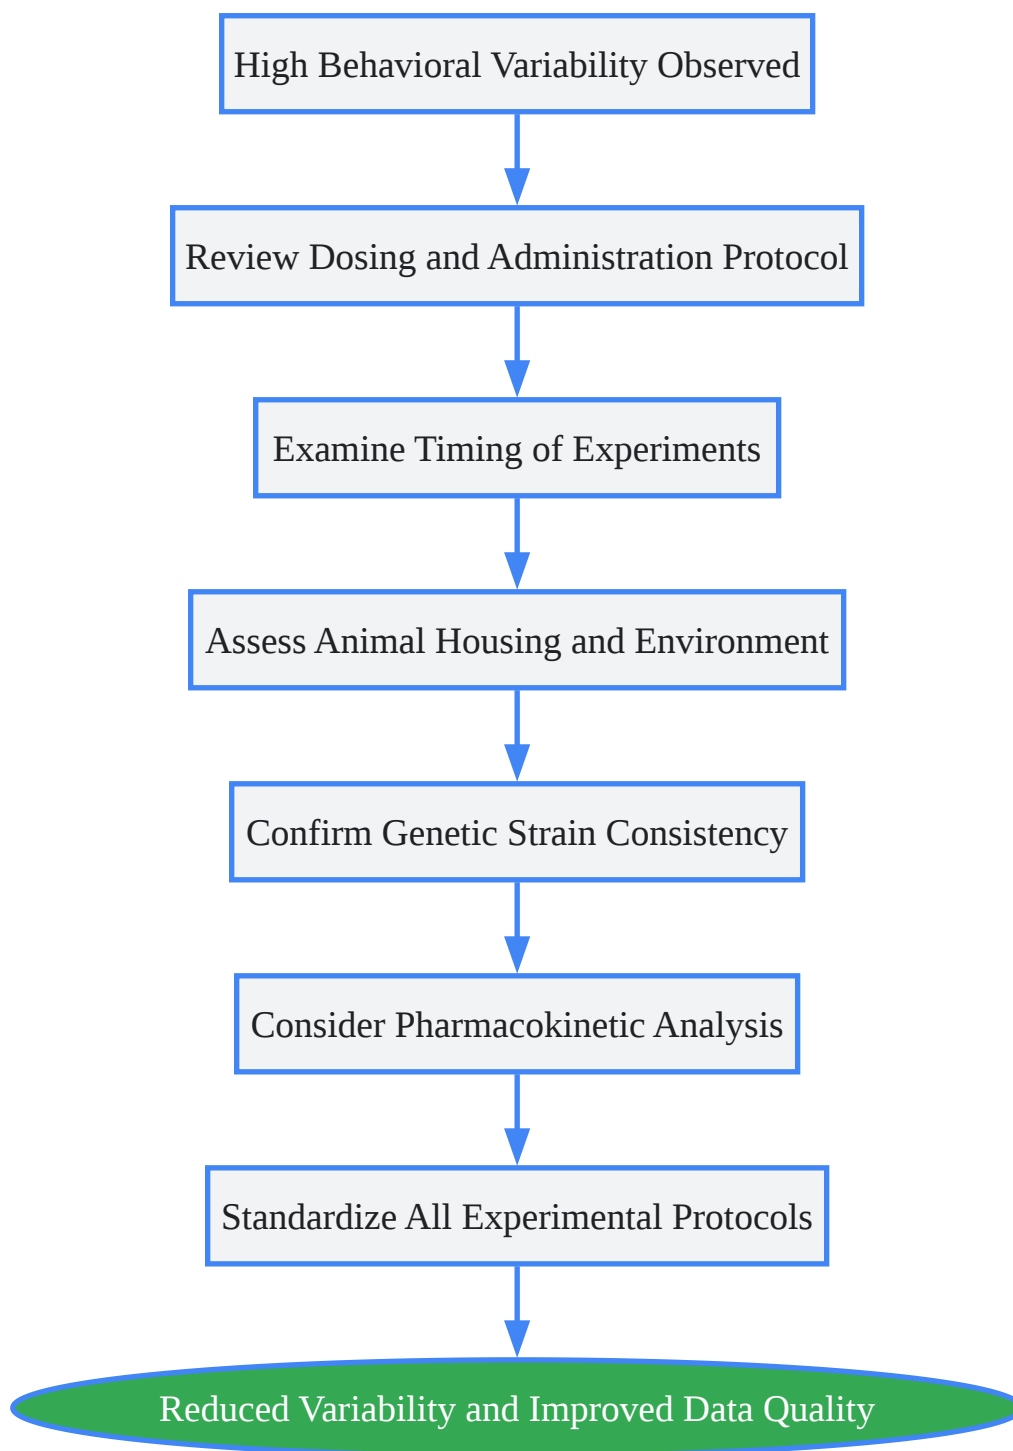 High Behavioral Variability Observed
Review Dosing and Administration Protocol
Examine Timing of Experiments
Assess Animal Housing and Environment
Confirm Genetic Strain Consistency
Consider Pharmacokinetic Analysis
Standardize All Experimental Protocols
Reduced Variability and Improved Data Quality